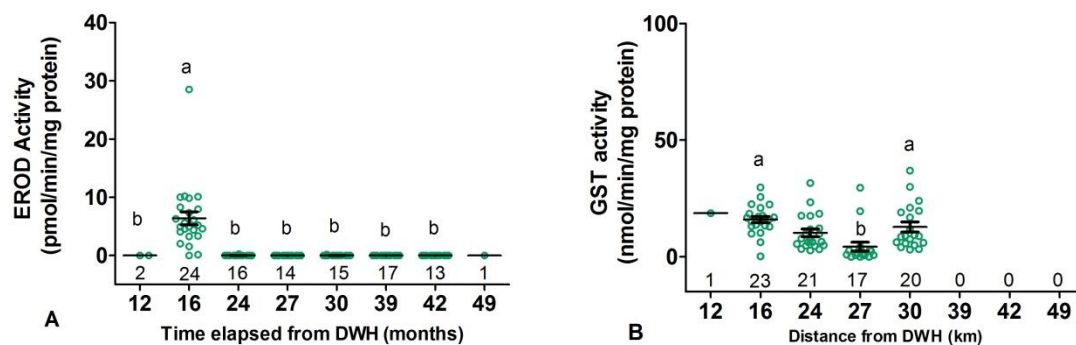 EROD Activity
(pmol/min/mg protein)
40
30
20
10
0
a
b b b b b b
2 24 16 14 15 17 13 1
12 16 24 27 30 39 42 49
A
Time elapsed from DWH (months)
GST activity
(nmol/min/mg protein)
100
50
0
a a
b b
1 23 21 17 20 0 0 0
12 16 24 27 30 39 42 49
B
Distance from DWH (km)